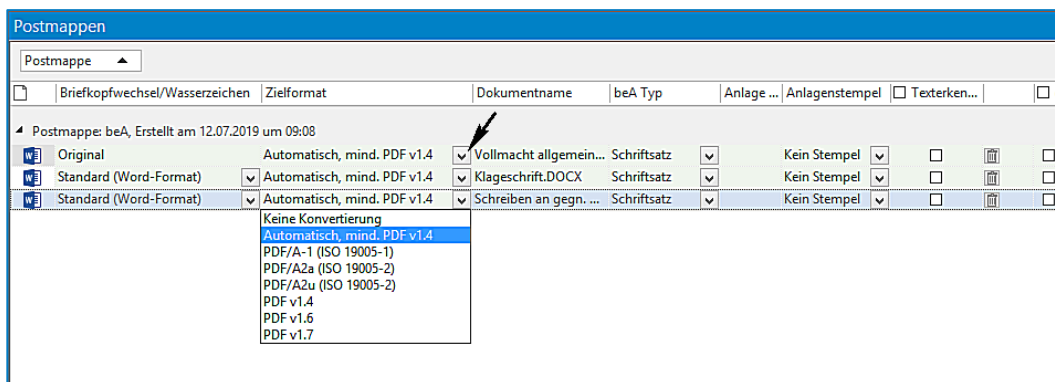 Postmappen
Postmappe
Briefkopfwechsel/Wasserzeichen Zielformat Dokumentname beA Typ Anlage ... Anlagenstempel Texterken...
Postmappe: beA, Erstellt am 12.07.2019 um 09:08
Original Automatisch, mind. PDF v1.4 Vollmacht allgemein... Schriftsatz Kein Stempel
Standard (Word-Format) Automatisch, mind. PDF v1.4 Klageschrift.DOCX Schriftsatz Kein Stempel
Standard (Word-Format) Automatisch, mind. PDF v1.4 Schreiben an gegn. ... Schriftsatz Kein Stempel
Keine Konvertierung
Automatisch, mind. PDF v1.4
PDF/A-1 (ISO 19005-1)
PDF/A2a (ISO 19005-2)
PDF/A2u (ISO 19005-2)
PDF v1.4
PDF v1.6
PDF v1.7